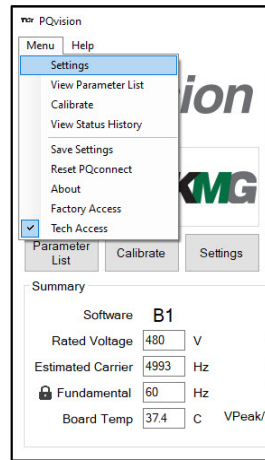 TCI PQvision
Menu Help
Settings
View Parameter List
Calibrate
View Status History
Save Settings
Reset PQconnect
About
Factory Access
Tech Access
ion
KMG
Parameter List
Calibrate
Settings
Summary
Software B1
Rated Voltage 480 V
Estimated Carrier 4993 Hz
Fundamental 60 Hz
Board Temp 37.4 C VPeak/